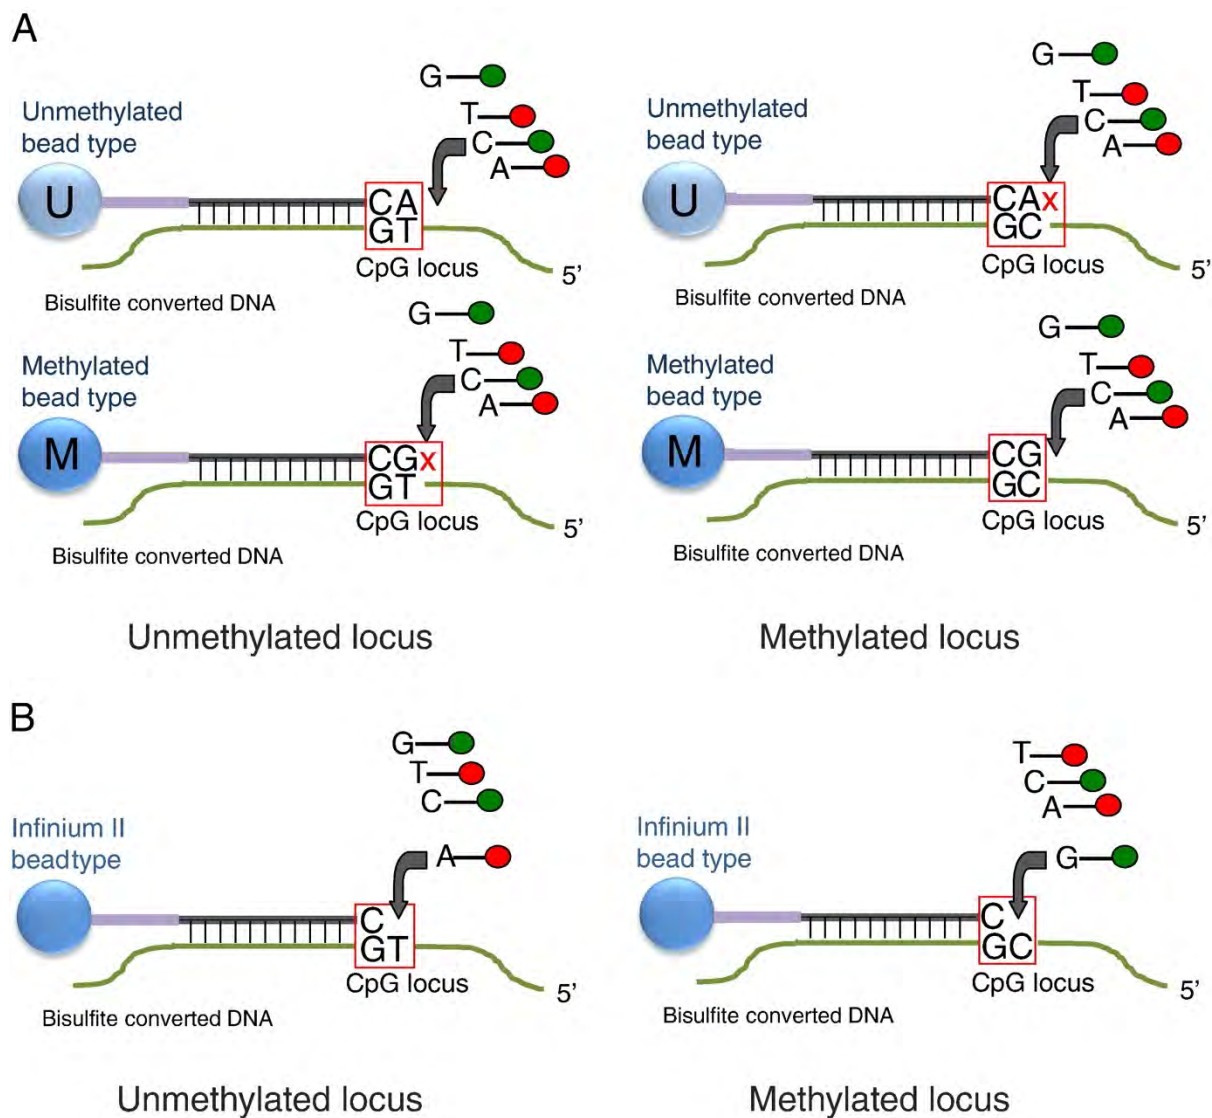 A
G
Unmethylated
bead type
T
C
A
U
CA
GT
CpG locus
5’
Bisulfite converted DNA
G
Unmethylated
bead type
T
C
A
U
CAx
GC
CpG locus
5’
Bisulfite converted DNA
G
Methylated
bead type
T
C
A
M
CGx
GT
CpG locus
5’
Bisulfite converted DNA
G
Methylated
bead type
T
C
A
M
CG
GC
CpG locus
5’
Bisulfite converted DNA
Unmethylated locus
Methylated locus
B
G
T
C
Infinium II
beadtype
A
C
GT
CpG locus
5’
Bisulfite converted DNA
T
C
A
Infinium II
bead type
G
C
GC
CpG locus
5’
Bisulfite converted DNA
Unmethylated locus
Methylated locus